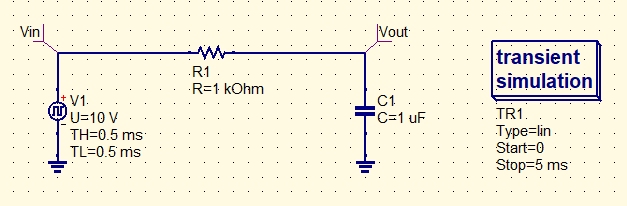 Vin
Vout
R1
R=1 kOhm
V1
U=10 V
TH=0.5 ms
TL=0.5 ms
C1
C=1 uF
transient
simulation
TR1
Type=lin
Start=0
Stop=5 ms